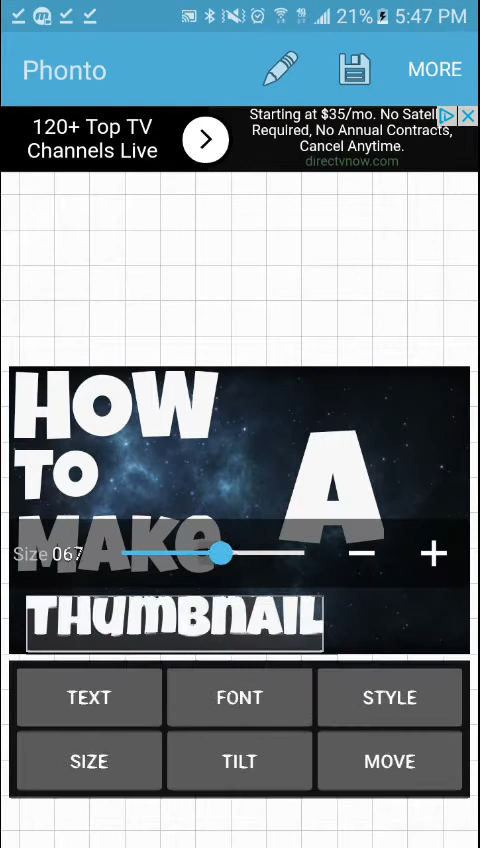 21% 5:47 PM
Phonto
MORE
120+ Top TV
Channels Live
Starting at $35/mo. No Satell
Required, No Annual Contracts,
Cancel Anytime.
directvnow.com
HOW
TO
A
MAKE
Size 067
THUMBNAIL
TEXT FONT STYLE
SIZE TILT MOVE